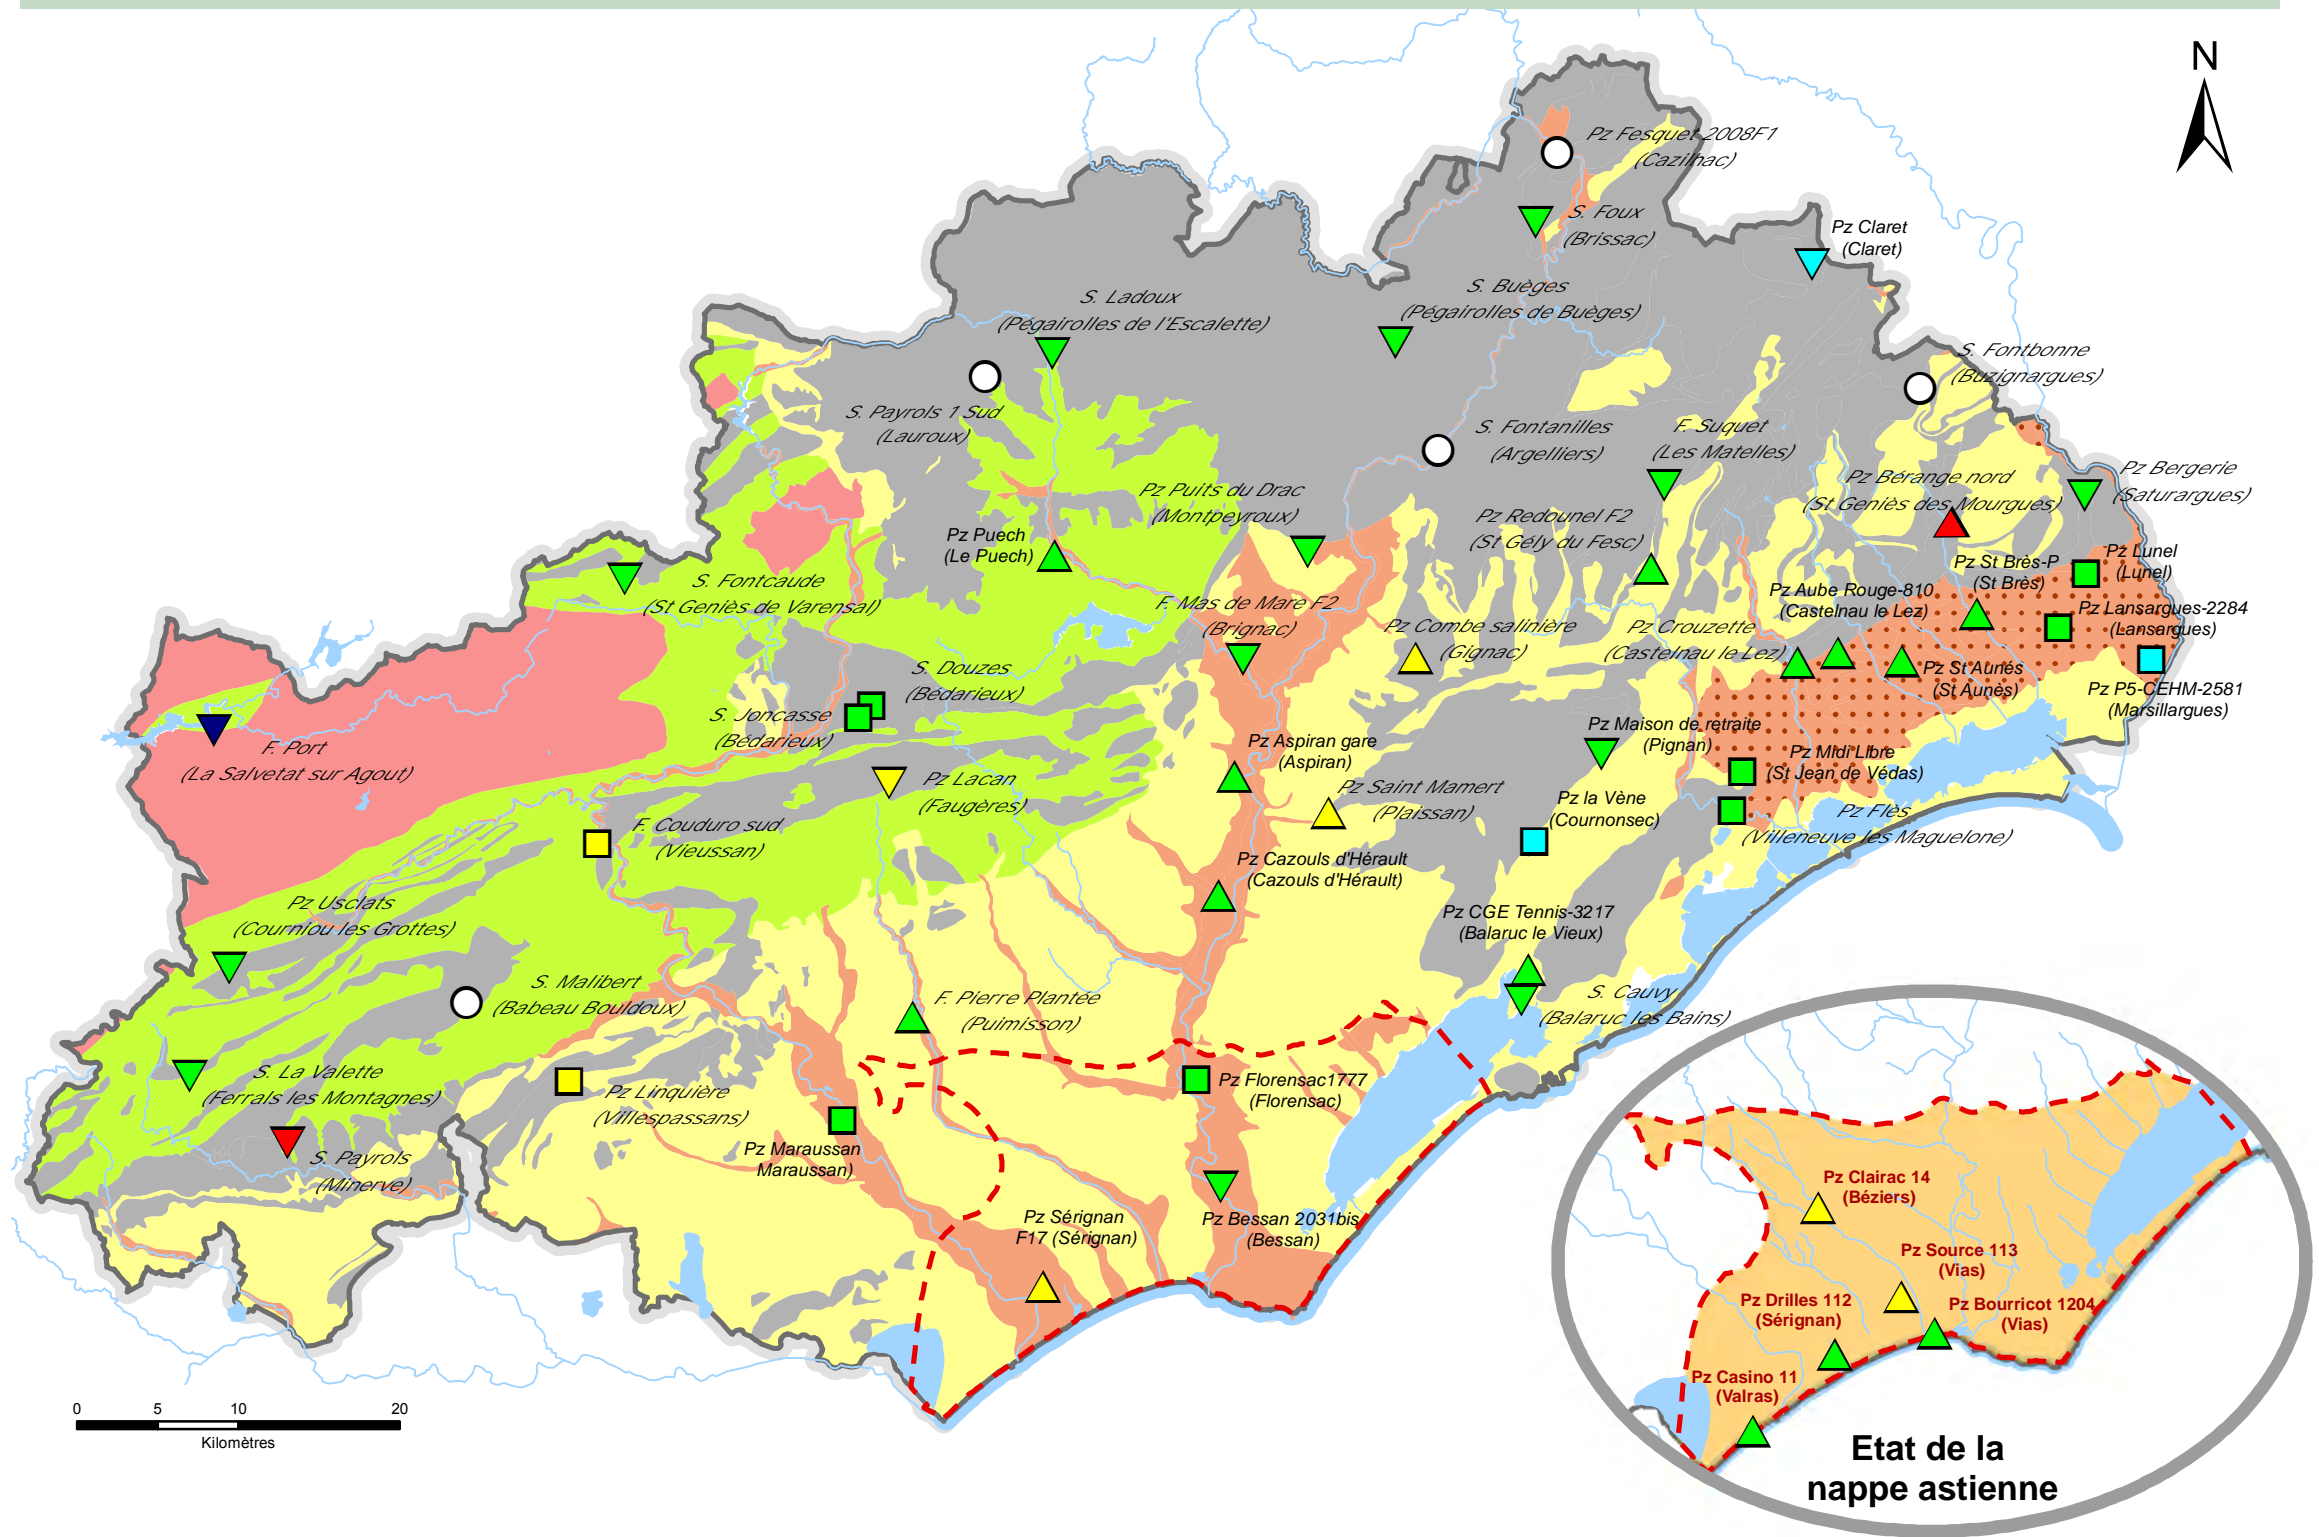 N
Pz Fesquet 2008F1
(Cazilhac)
S. Foux
(Brissac)
Pz Claret
(Claret)
S. Ladoux
(Pégairolles de l'Escalette)
S. Buèges
(Pégairolles de Buèges)
S. Fontbonne
(Buzignargues)
S. Payrols 1 Sud
(Lauroux)
S. Fontanilles
(Argelliers)
F. Suquet
(Les Matelles)
Pz Bérange nord
(St Geniès des Mourgues)
Pz Bergerie
(Saturargues)
Pz Puits du Drac
(Montpeyroux)
Pz Redounel F2
(St Gély du Fesc)
Pz Puech
(Le Puech)
Pz St Brès-P
(St Brès)
Pz Lunel
(Lunel)
S. Fontcaude
(St Geniès de Varensal)
Pz Aube Rouge-810
(Castelnau le Lez)
F. Mas de Mare F2
(Brignac)
Pz Combe salinière
(Gignac)
Pz Crouzette
(Castelnau le Lez)
Pz Lansargues-2284
(Lansargues)
S. Douzes
(Bédarieux)
Pz St Aunés
(St Aunès)
Pz P5-CEHM-2581
(Marsillargues)
S. Joncasse
(Bédarieux)
F. Port
(La Salvetat sur Agout)
Pz Aspiran gare
(Aspiran)
Pz Maison de retraite
(Pignan)
Pz Midi Libre
(St Jean de Védas)
Pz Lacan
(Faugères)
Pz Saint Mamert
(Plaissan)
Pz la Vène
(Cournonsec)
Pz Flès
(Villeneuve les Maguelone)
F. Couduro sud
(Vieussan)
Pz Cazouls d'Hérault
(Cazouls d'Hérault)
Pz Usclats
(Courniou les Grottes)
Pz CGE Tennis-3217
(Balaruc le Vieux)
S. Malibert
(Babeau Bouldoux)
F. Pierre Plantée
(Puimisson)
S. Cauvy
(Balaruc les Bains)
S. La Valette
(Ferrals les Montagnes)
Pz Linquière
(Villespassans)
Pz Florensac1777
(Florensac)
S. Payrols
(Minerve)
Pz Maraussan
Maraussan)
Pz Sérignan
F17 (Sérignan)
Pz Bessan 2031bis
(Bessan)
Pz Clairac 14
(Béziers)
Pz Source 113
(Vias)
Pz Drilles 112
(Sérignan)
Pz Bourricot 1204
(Vias)
Pz Casino 11
(Valras)
0 5 10 20
Kilomètres
Etat de la
nappe astienne